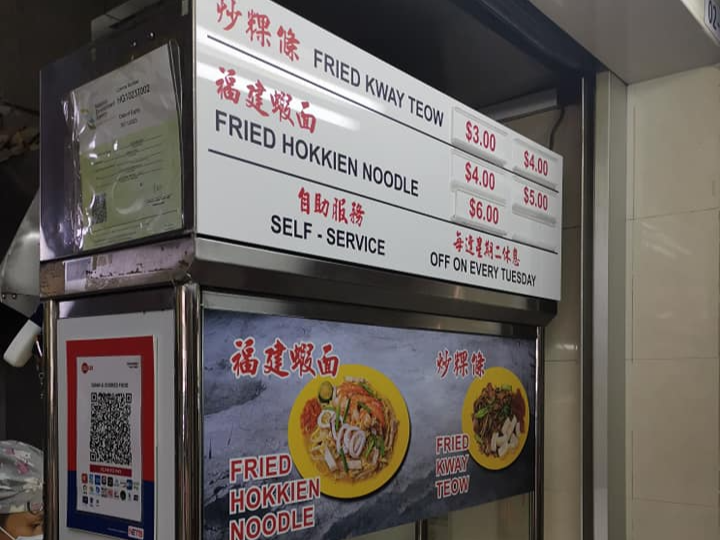 炒粿條 FRIED KWAY TEOW $3.00 $4.00
福建蝦面
FRIED HOKKIEN NOODLE $4.00 $5.00
$6.00
自助服務
SELF - SERVICE
每逢星期二休息
OFF ON EVERY TUESDAY
福建蝦面
炒粿條
FRIED
HOKKIEN
NOODLE
FRIED
KWAY
TEOW